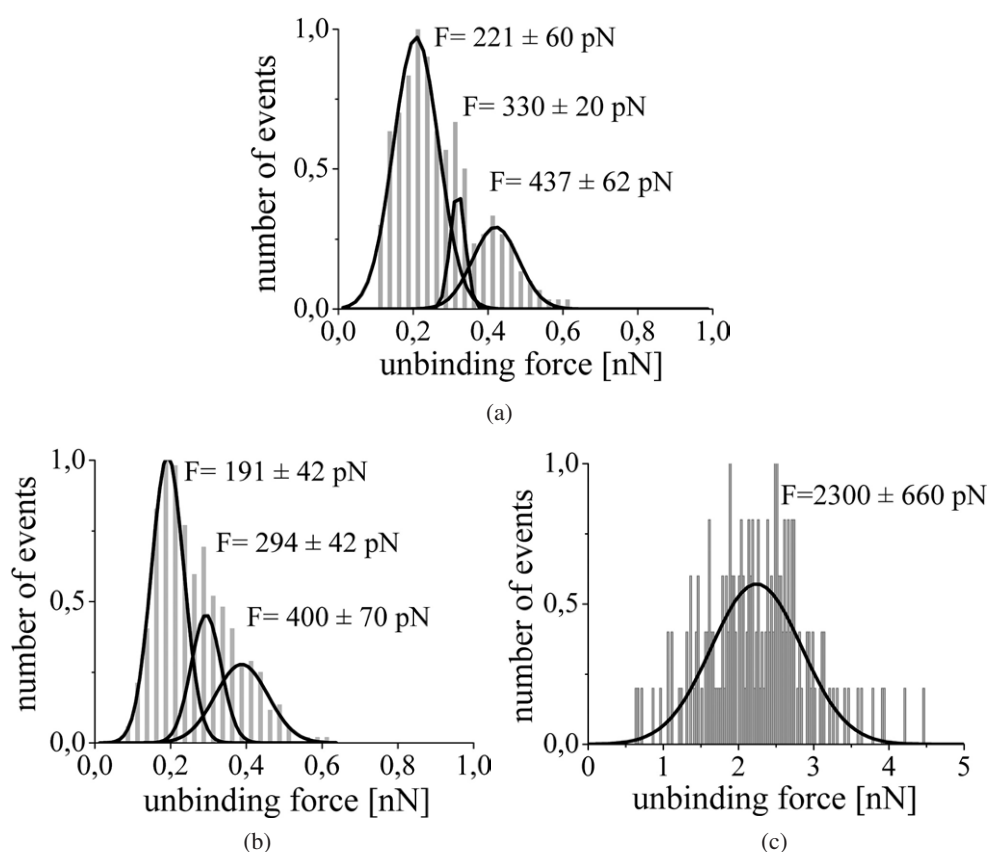 1,0
F= 221 ± 60 pN
F= 330 ± 20 pN
0,5
F= 437 ± 62 pN
number of events
0,0
0,0 0,2 0,4 0,6 0,8 1,0
unbinding force [nN]
(a)
1,0
F= 191 ± 42 pN
F= 294 ± 42 pN
0,5
F= 400 ± 70 pN
number of events
0,0
0,0 0,2 0,4 0,6 0,8 1,0
unbinding force [nN]
(b)
1,0
F=2300 ± 660 pN
0,5
number of events
0,0
0 1 2 3 4 5
unbinding force [nN]
(c)